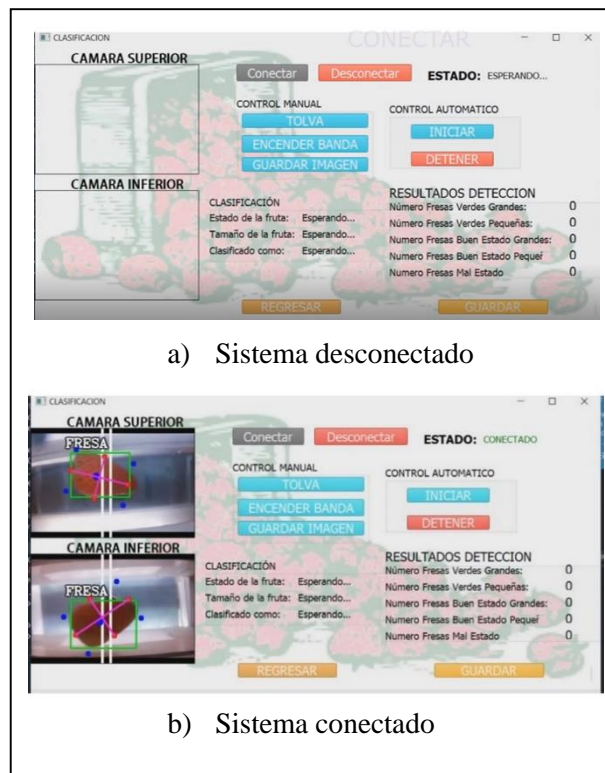 CLASIFICACION
CONECTAR
CAMARA SUPERIOR
Conectar Desconectar ESTADO: ESPERANDO...
CONTROL MANUAL
TOLVA
ENCENDER BANDA
GUARDAR IMAGEN
CONTROL AUTOMATICO
INICIAR
DETENER
CAMARA INFERIOR
CLASIFICACIÓN
Estado de la fruta: Esperando...
Tamaño de la fruta: Esperando...
Clasificado como: Esperando...
RESULTADOS DETECCION
Número Fresas Verdes Grandes: 0
Número Fresas Verdes Pequeñas: 0
Numero Fresas Buen Estado Grandes: 0
Numero Fresas Buen Estado Pequeř 0
Numero Fresas Mal Estado 0
REGRESAR
GUARDAR
a) Sistema desconectado
CLASIFICACION
CAMARA SUPERIOR
FRESA
Conectar Desconectar ESTADO: CONECTADO
CONTROL MANUAL
TOLVA
ENCENDER BANDA
GUARDAR IMAGEN
CONTROL AUTOMATICO
INICIAR
DETENER
CAMARA INFERIOR
FRESA
CLASIFICACIÓN
Estado de la fruta: Esperando...
Tamaño de la fruta: Esperando...
Clasificado como: Esperando...
RESULTADOS DETECCION
Número Fresas Verdes Grandes: 0
Número Fresas Verdes Pequeñas: 0
Numero Fresas Buen Estado Grandes: 0
Numero Fresas Buen Estado Pequeř 0
Numero Fresas Mal Estado 0
REGRESAR
GUARDAR
b) Sistema conectado